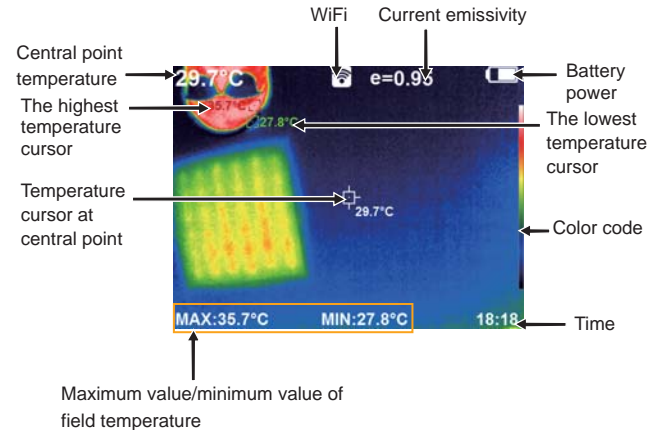 WiFi
Current emissivity
Central point
temperature
29.7°C
e=0.95
Battery
power
The highest
temperature
cursor
35.7°C
27.8°C
The lowest
temperature
cursor
Temperature
cursor at
central point
29.7°C
Color code
MAX:35.7°C
MIN:27.8°C
18:18
Time
Maximum value/minimum value of
field temperature